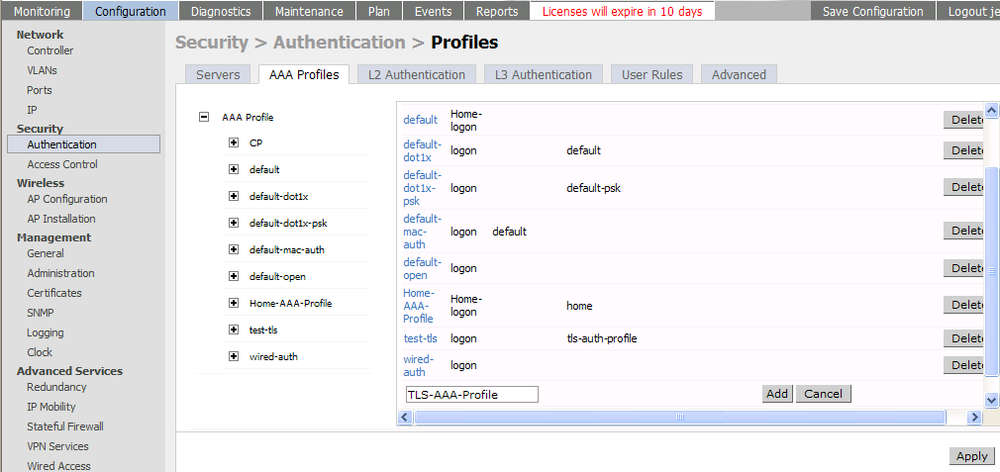 Monitoring Configuration Diagnostics Maintenance Plan Events Reports Licenses will expire in 10 days Save Configuration Logout je
Network
Controller
VLANs
Ports
IP
Security
Authentication
Access Control
Wireless
AP Configuration
AP Installation
Management
General
Administration
Certificates
SNMP
Logging
Clock
Advanced Services
Redundancy
IP Mobility
Stateful Firewall
VPN Services
Wired Access
Security > Authentication > Profiles
Servers AAA Profiles L2 Authentication L3 Authentication User Rules Advanced
AAA Profile
CP
default
default-dot1x
default-dot1x-psk
default-mac-auth
default-open
Home-AAA-Profile
test-tls
wired-auth
default Home- Delete
logon
default- logon default Delete
dot1x
default-
dot1x- logon default-psk Delete
psk
default-
mac- logon default Delete
auth
default- logon Delete
open
Home- Home-
AAA- logon home Delete
Profile
test-tls logon tls-auth-profile Delete
wired- logon Delete
auth
TLS-AAA-Profile Add Cancel
Apply